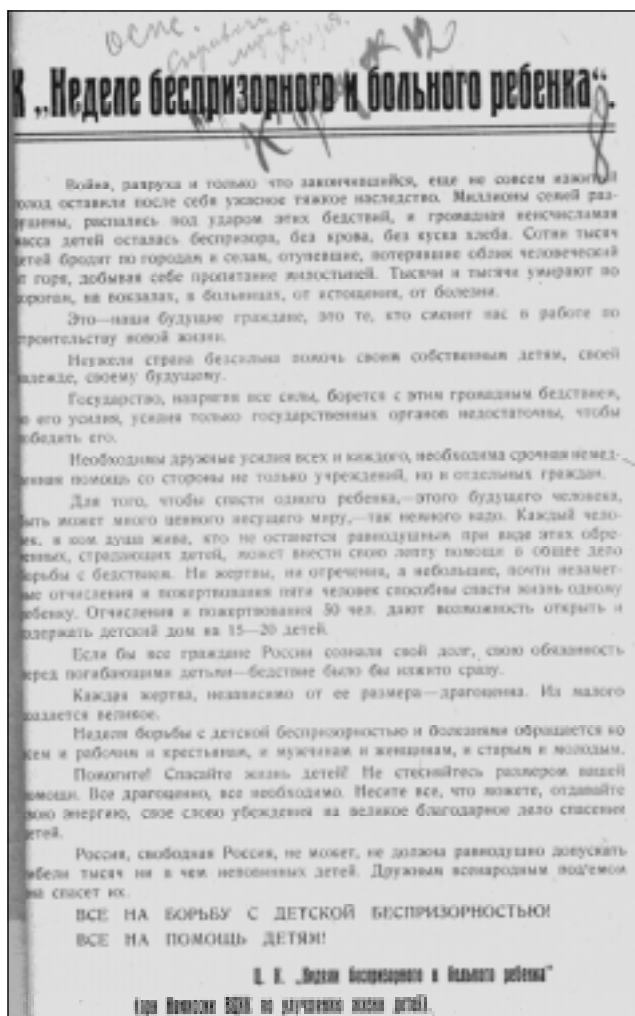 К „Неделе беспризорного и больного ребенка“.
Война, разруха и только что закончившийся, еще не совсем изжитый
голод оставили после себя ужасное тяжкое наследство. Миллионы семей раз-
рушены, распались под ударом этих бедствий, и громадная неисчислимая
масса детей осталась беспризора, без крова, без куска хлеба. Сотни тысяч
детей бродят по городам и селам, отупевшие, потерявшие облик человеческий
от горя, добывая себе пропитание милостыней. Тысячи и тысячи умирают по
дорогам, на вокзалах, в больницах, от истощения, от болезни.
Это—наши будущие граждане, это те, кто сменит нас в работе по
строительству новой жизни.
Неужели страна безсильна помочь своим собственным детям, своей
надежде, своему будущему.
Государство, напрягая все силы, борется с этим громадным бедствием,
но его усилия, усилия только государственных органов недостаточны, чтобы
победить его.
Необходимы дружные усилия всех и каждого, необходима срочная немед-
ленная помощь со стороны не только учреждений, но и отдельных граждан.
Для того, чтобы спасти одного ребенка,—этого будущего человека,
быть может много ценного несущего миру,—так немного надо. Каждый чело-
век, в ком душа жива, кто не останется равнодушным при виде этих обре-
ченных, страдающих детей, может внести свою лепту помощи в общее дело
борьбы с бедствием. Не жертвы, не отречения, а небольшие, почти незамет-
ные отчисления и пожертвования пяти человек способны спасти жизнь одному
ребенку. Отчисления и пожертвования 50 чел. дают возможность открыть и
содержать детский дом на 15—20 детей.
Если бы все граждане России сознали свой долг, свою обязанность
перед погибающими детьми—бедствие было бы изжито сразу.
Каждая жертва, независимо от ее размера—драгоценна. Из малого
создается великое.
Неделя борьбы с детской беспризорностью и болезнями обращается ко
всем и рабочим и крестьянам, и мужчинам и женщинам, и старым и молодым.
Помогите! Спасайте жизнь детей! Не стесняйтесь размером вашей
помощи. Все драгоценно, все необходимо. Несите все, что можете, отдавайте
свою энергию, свое слово убеждения на великое благодарное дело спасения
детей.
Россия, свободная Россия, не может, не должна равнодушно допускать
гибели тысяч ни в чем неповинных детей. Дружным всенародным под'емом
она спасет их.
ВСЕ НА БОРЬБУ С ДЕТСКОЙ БЕСПРИЗОРНОСТЬЮ!
ВСЕ НА ПОМОЩЬ ДЕТЯМ!
Ц. К. „Недели беспризорного и больного ребенка“
(при Комиссии ВЦИК по улучшению жизни детей).